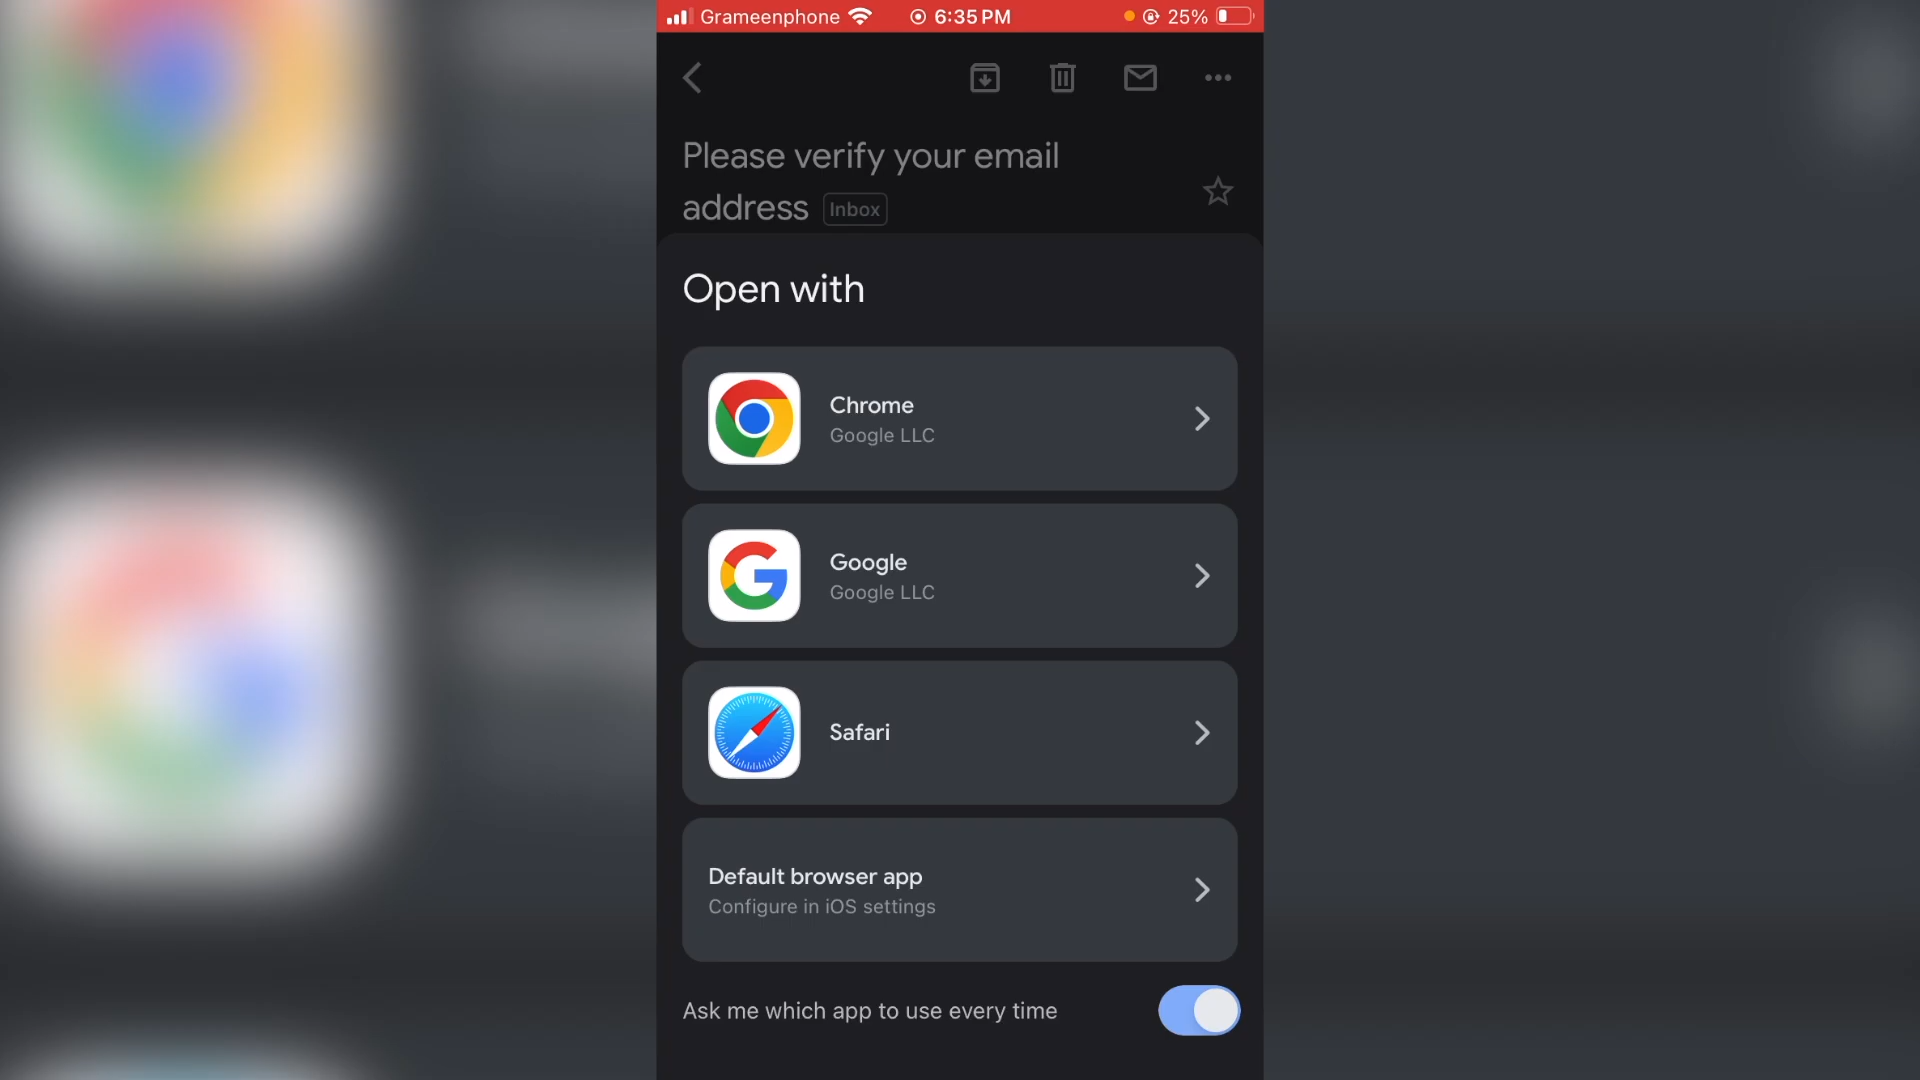 Grameenphone 6:35 PM 25%
Please verify your email
address Inbox
Open with
Chrome
Google LLC
Google
Google LLC
Safari
Default browser app
Configure in iOS settings
Ask me which app to use every time